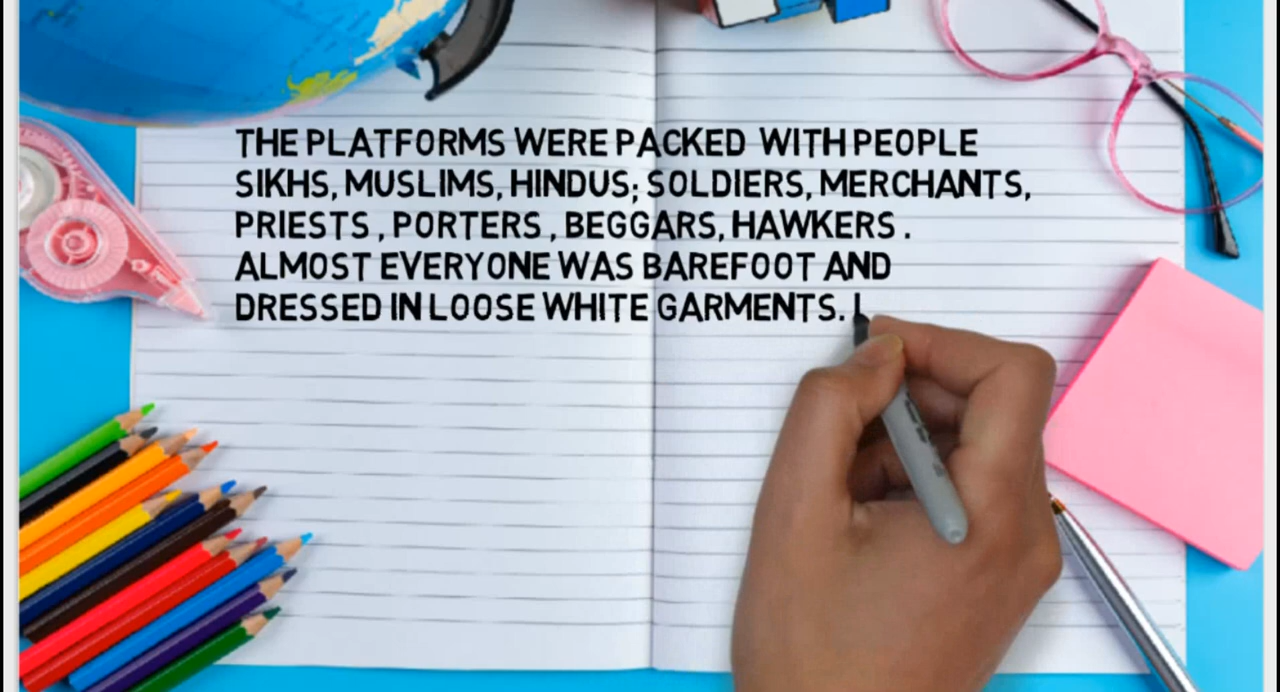 THE PLATFORMS WERE PACKED WITH PEOPLE
SIKHS, MUSLIMS, HINDUS; SOLDIERS, MERCHANTS,
PRIESTS , PORTERS , BEGGARS, HAWKERS .
ALMOST EVERYONE WAS BAREFOOT AND
DRESSED IN LOOSE WHITE GARMENTS. I